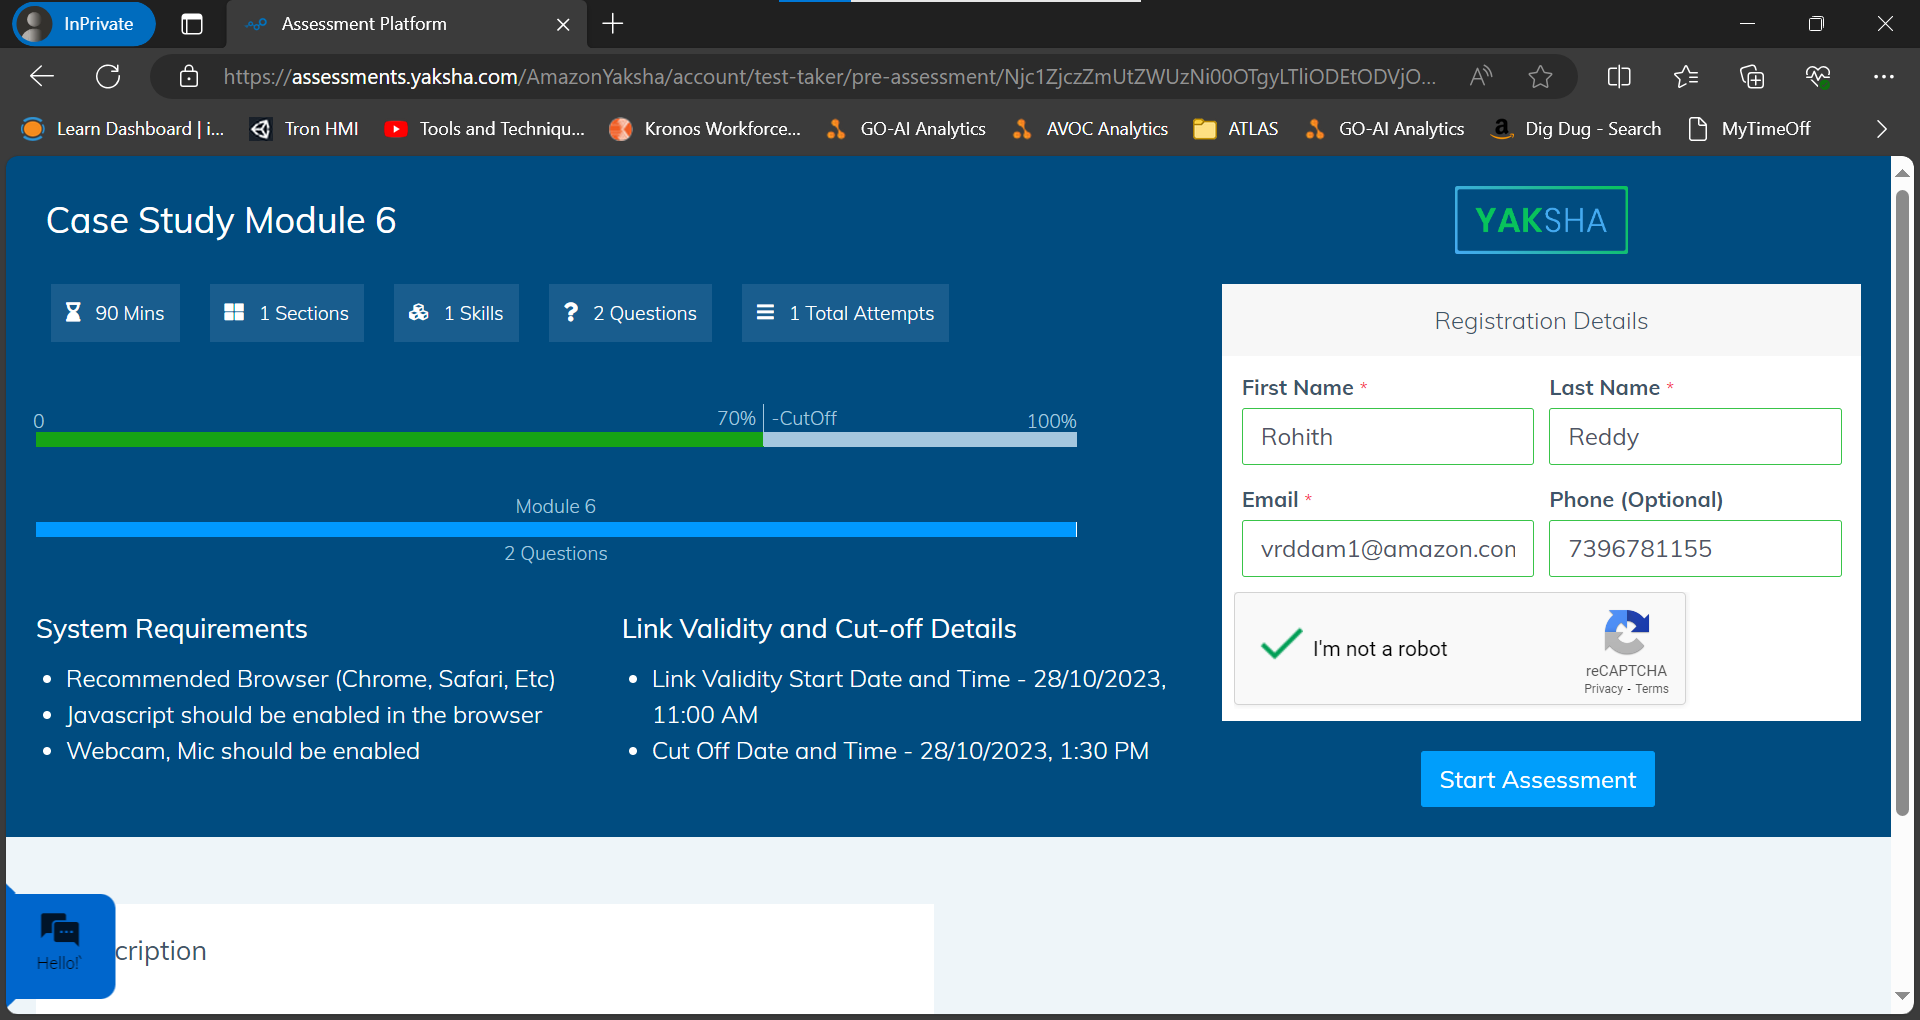 InPrivate
Assessment Platform
https://assessments.yaksha.com/AmazonYaksha/account/test-taker/pre-assessment/Njc1ZjczZmUtZWUzNi00OTgyLTliODEtODVjO...
Learn Dashboard | i... Tron HMI Tools and Techniqu... Kronos Workforce... GO-AI Analytics AVOC Analytics ATLAS GO-AI Analytics Dig Dug - Search MyTimeOff
Case Study Module 6
YAKSHA
90 Mins 1 Sections 1 Skills 2 Questions 1 Total Attempts
0 70% -CutOff 100%
Module 6
2 Questions
System Requirements
• Recommended Browser (Chrome, Safari, Etc)
• Javascript should be enabled in the browser
• Webcam, Mic should be enabled
Link Validity and Cut-off Details
• Link Validity Start Date and Time - 28/10/2023,
11:00 AM
• Cut Off Date and Time - 28/10/2023, 1:30 PM
Registration Details
First Name * Last Name *
Rohith Reddy
Email * Phone (Optional)
vrddam1@amazon.con 7396781155
I'm not a robot
reCAPTCHA
Privacy - Terms
Start Assessment
Hello!
cription